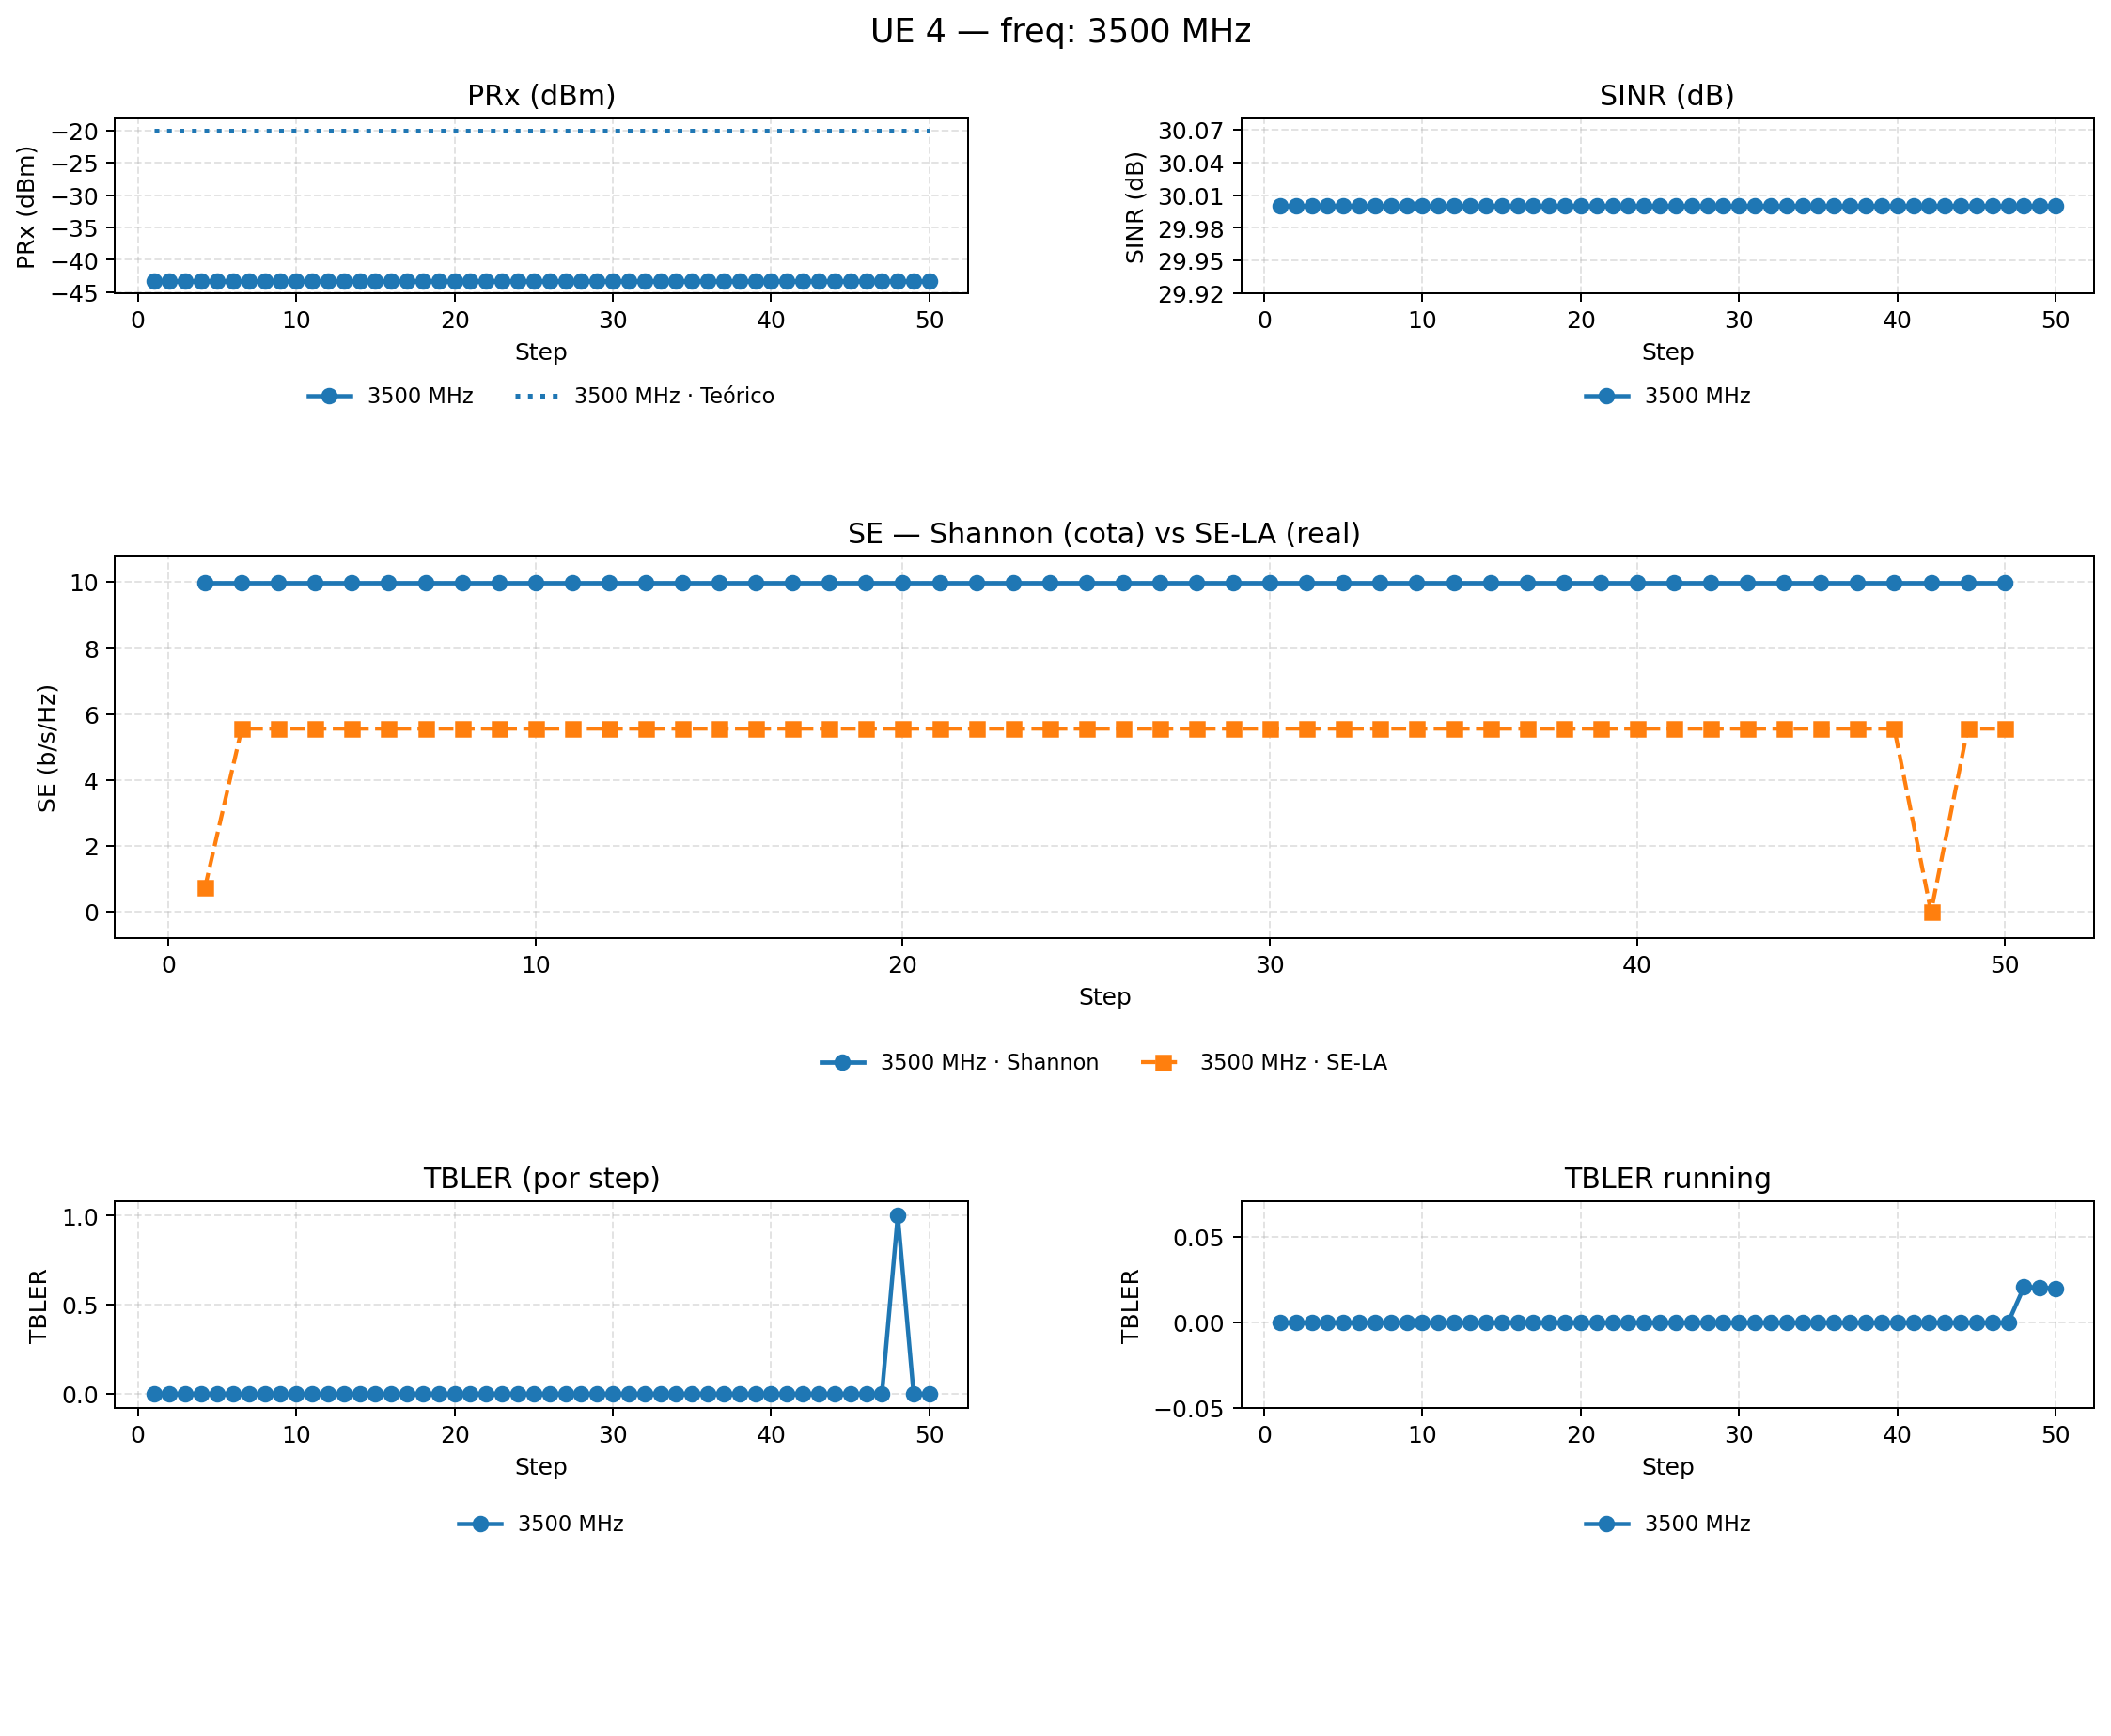 UE 4 — freq: 3500 MHz
PRx (dBm)
PRx (dBm)
−20
−25
−30
−35
−40
−45
0 10 20 30 40 50
Step
3500 MHz 3500 MHz · Teórico
SINR (dB)
SINR (dB)
30.07
30.04
30.01
29.98
29.95
29.92
0 10 20 30 40 50
Step
3500 MHz
SE — Shannon (cota) vs SE-LA (real)
SE (b/s/Hz)
10
8
6
4
2
0
0 10 20 30 40 50
Step
3500 MHz · Shannon 3500 MHz · SE-LA
TBLER (por step)
TBLER
1.0
0.5
0.0
0 10 20 30 40 50
Step
3500 MHz
TBLER running
TBLER
0.05
0.00
−0.05
0 10 20 30 40 50
Step
3500 MHz